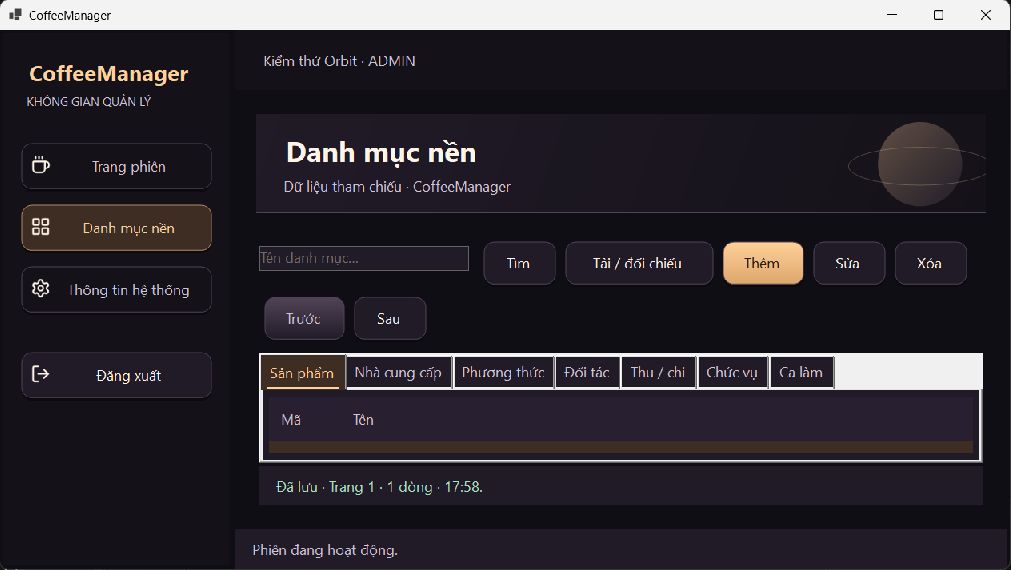 CoffeeManager
CoffeeManager
KHÔNG GIAN QUẢN LÝ
Trang phiên
Danh mục nền
Thông tin hệ thống
Đăng xuất
Kiểm thử Orbit · ADMIN
Danh mục nền
Dữ liệu tham chiếu · CoffeeManager
Tên danh mục... Tìm Tải / đối chiếu Thêm Sửa Xóa
Trước Sau
Sản phẩm Nhà cung cấp Phương thức Đối tác Thu / chi Chức vụ Ca làm
Mã Tên
Đã lưu · Trang 1 · 1 dòng · 17:58.
Phiên đang hoạt động.